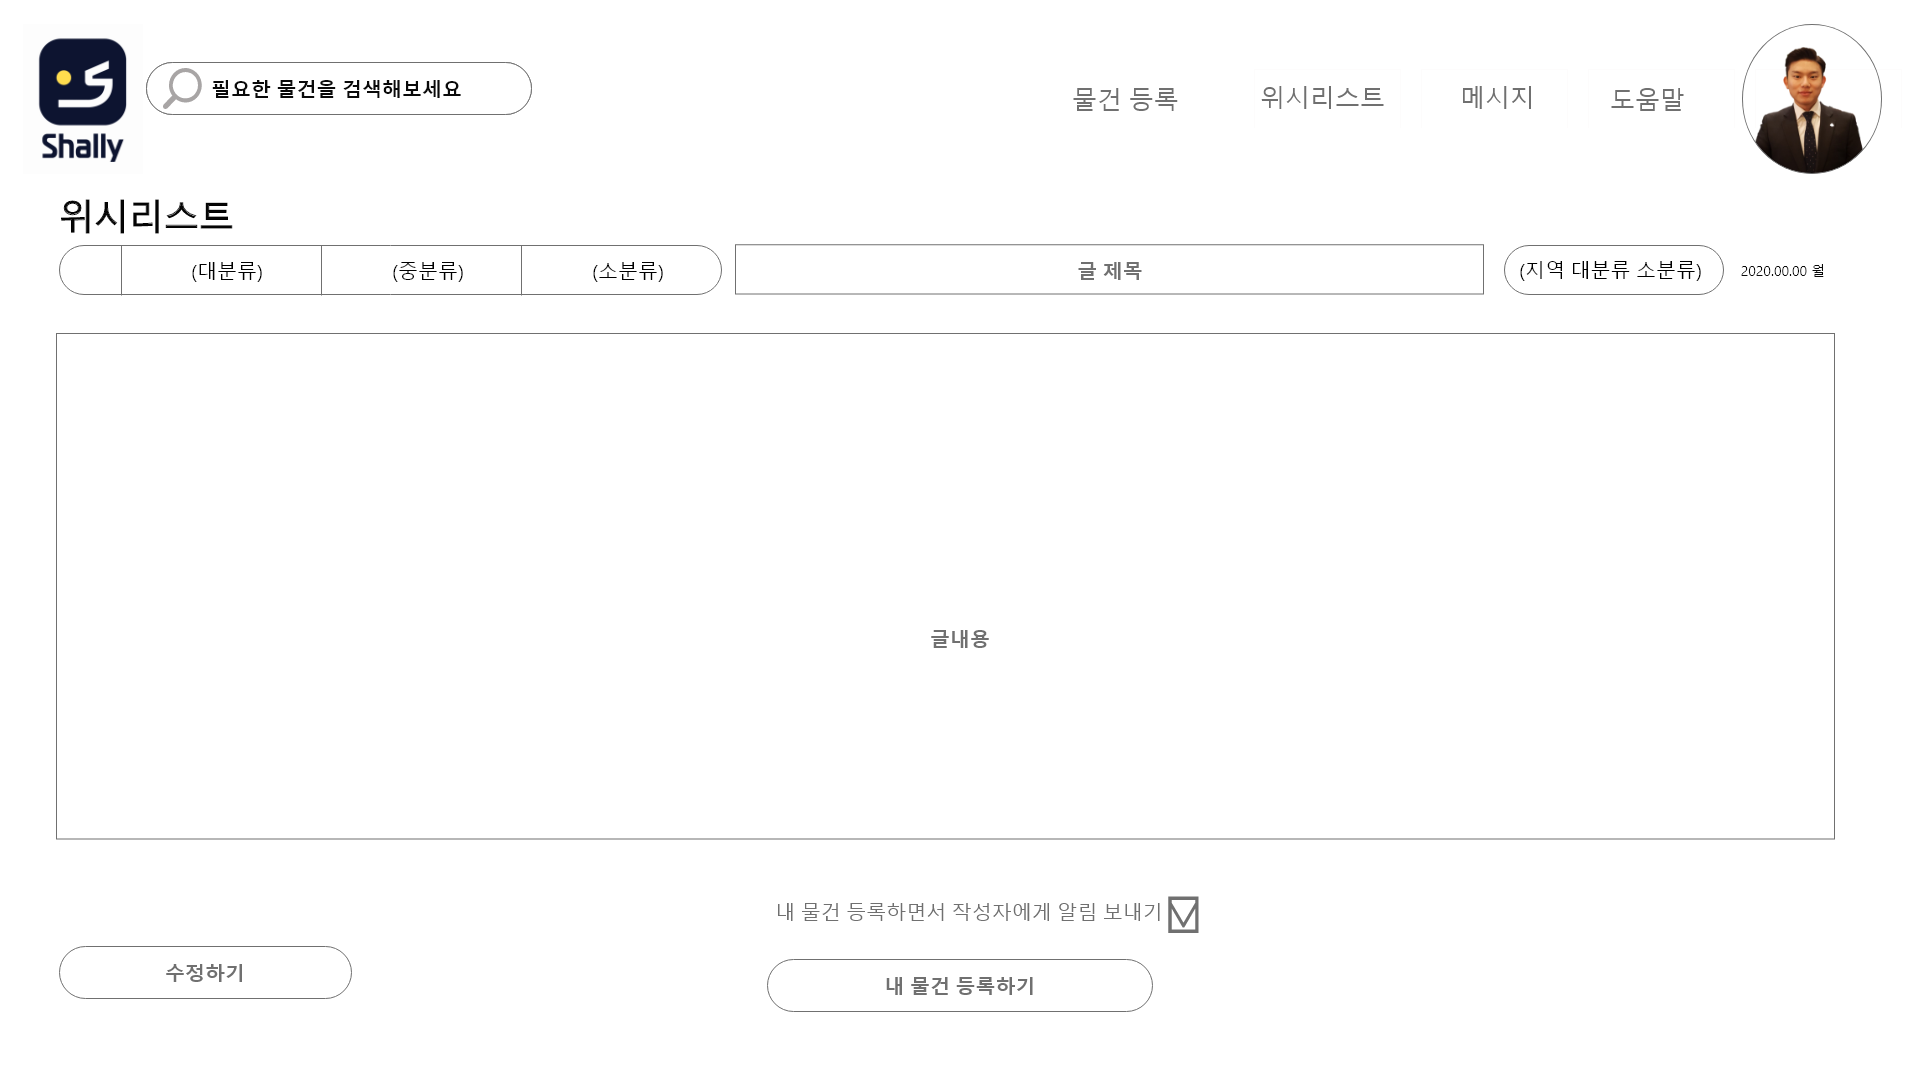 Shally
필요한 물건을 검색해보세요
물건 등록
위시리스트
메시지
도움말
위시리스트
(대분류)
(중분류)
(소분류)
글 제목
(지역 대분류 소분류)
2020.00.00 월
글내용
내 물건 등록하면서 작성자에게 알림 보내기
수정하기
내 물건 등록하기